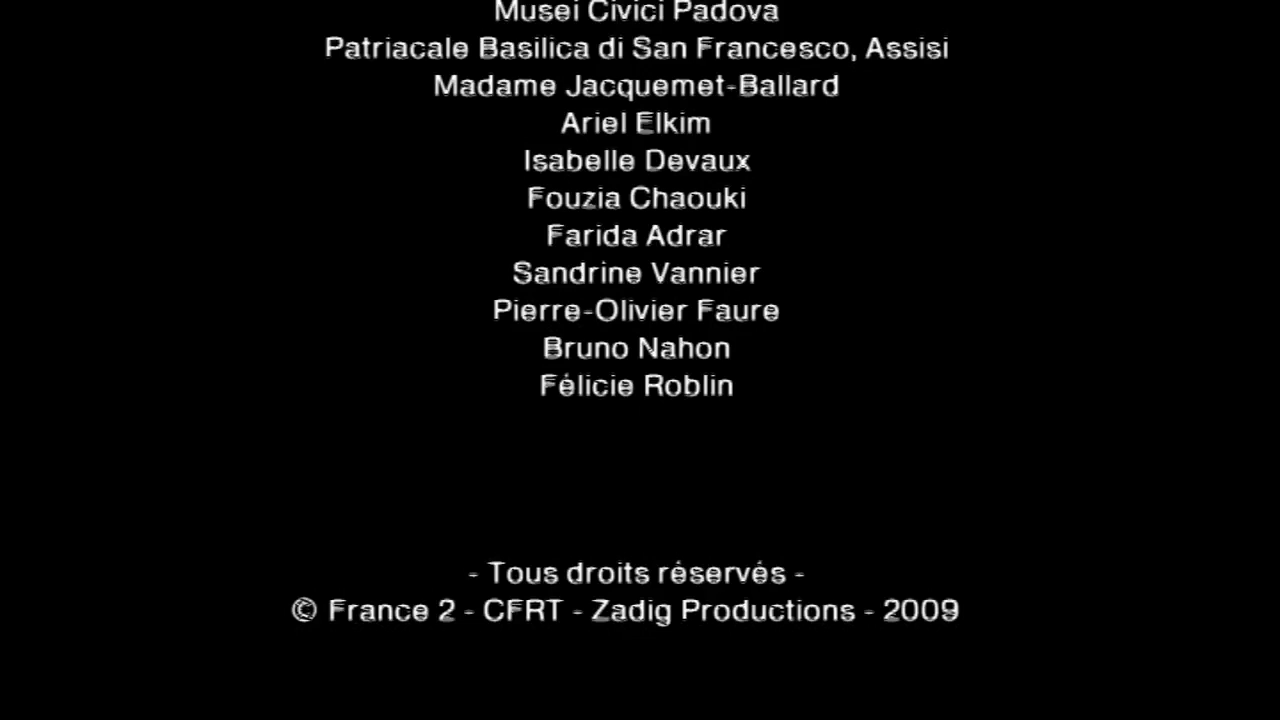 Musei Civici Padova
Patriacale Basilica di San Francesco, Assisi
Madame Jacquemet-Ballard
Ariel Elkim
Isabelle Devaux
Fouzia Chaouki
Farida Adrar
Sandrine Vannier
Pierre-Olivier Faure
Bruno Nahon
Félicie Roblin
- Tous droits réservés -
© France 2 - CFRT - Zadig Productions - 2009